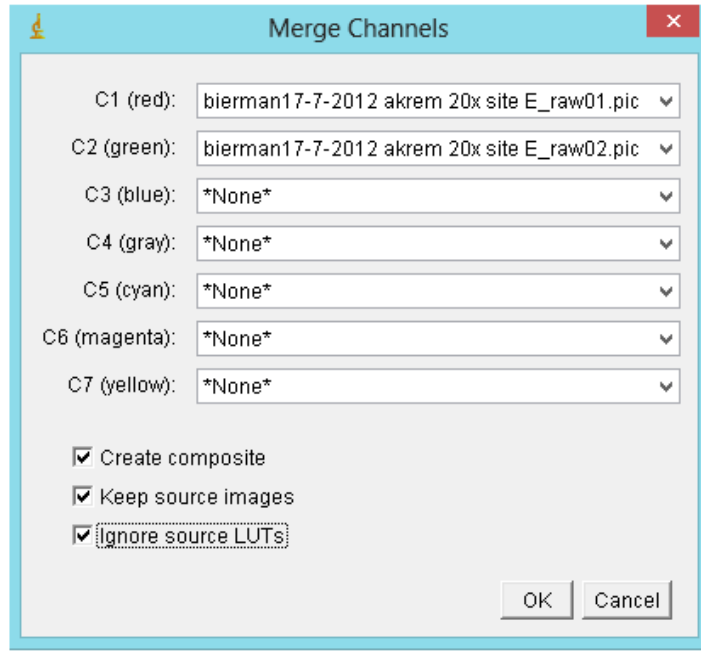 Merge Channels
C1 (red): bierman17-7-2012 akrem 20x site E_raw01.pic
C2 (green): bierman17-7-2012 akrem 20x site E_raw02.pic
C3 (blue): *None*
C4 (gray): *None*
C5 (cyan): *None*
C6 (magenta): *None*
C7 (yellow): *None*
Create composite
Keep source images
Ignore source LUTs
OK Cancel